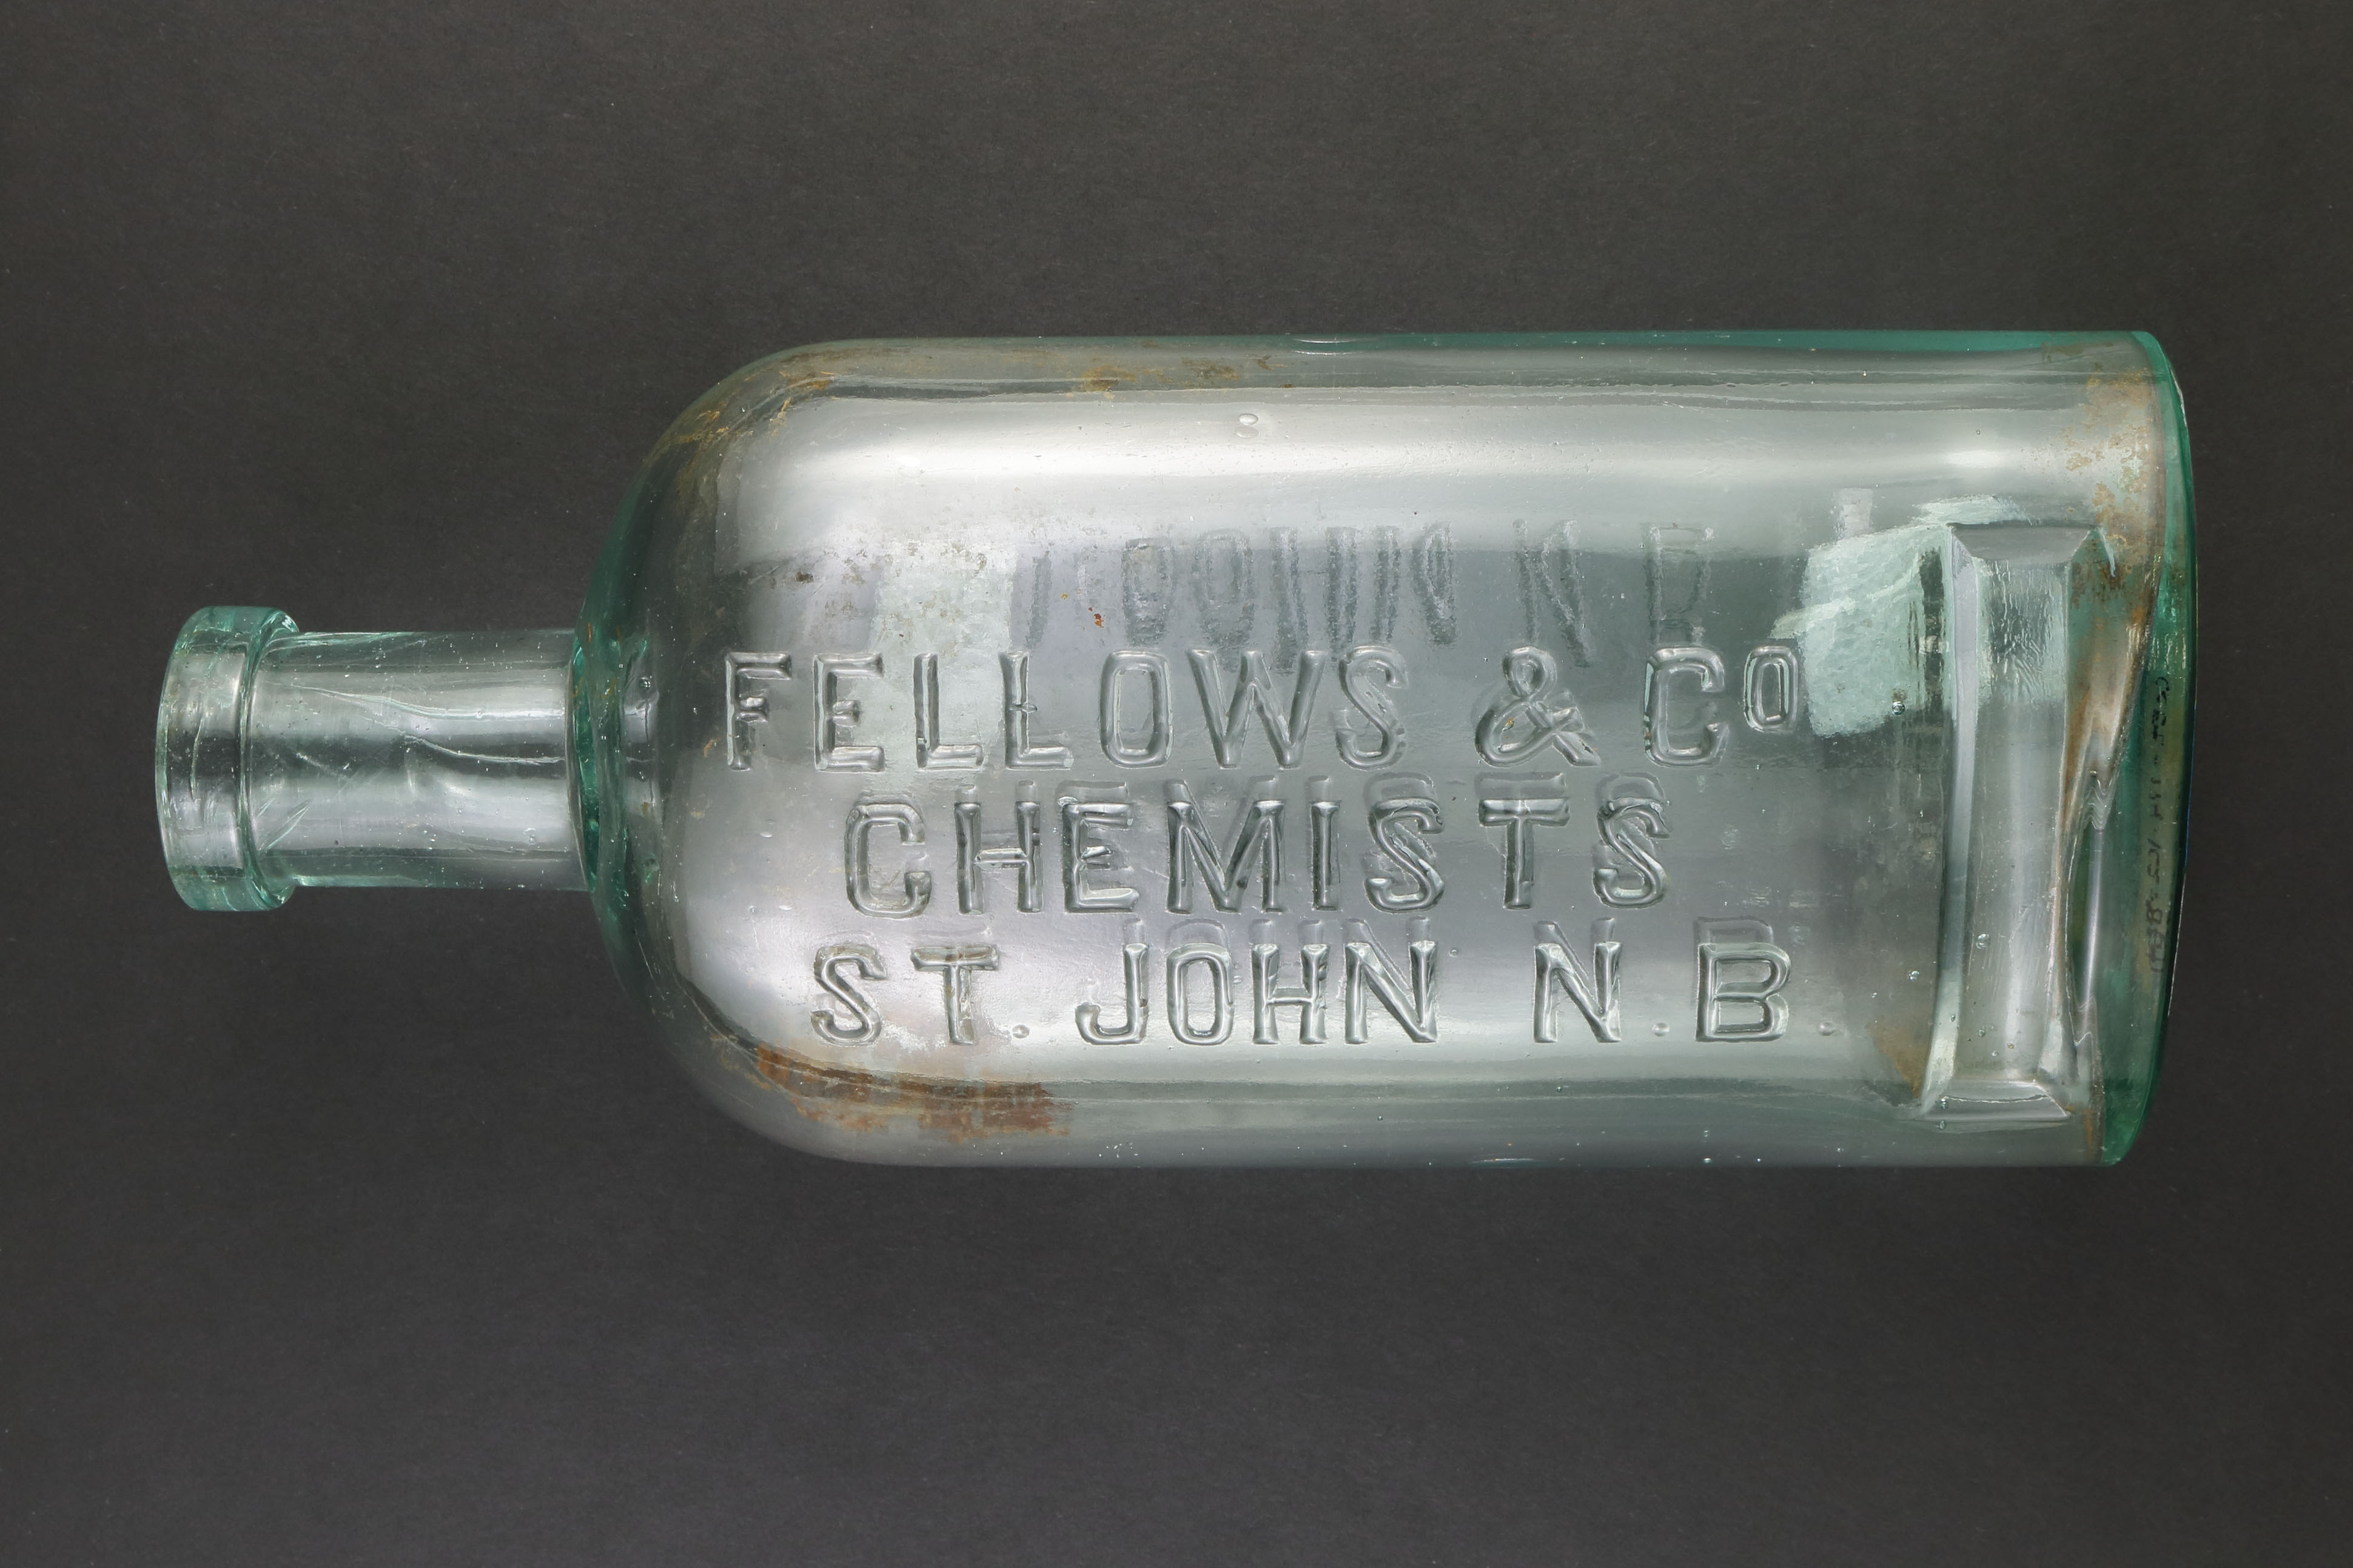 FELLOWS & Cº
CHEMISTS
ST. JOHN N.B.